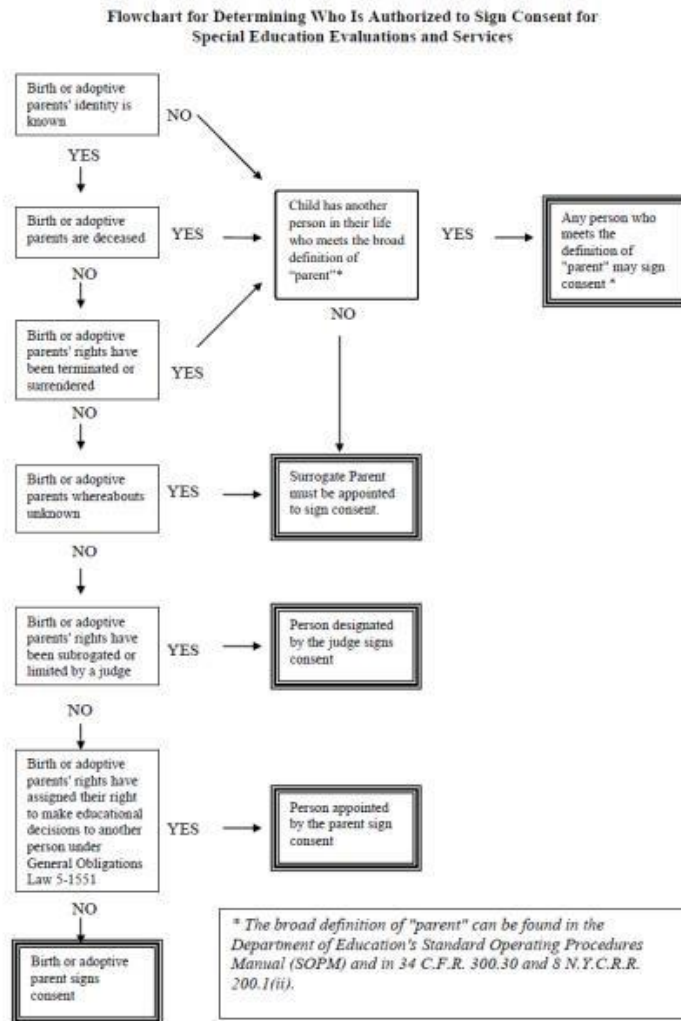 Flowchart for Determining Who Is Authorized to Sign Consent for
Special Education Evaluations and Services
Birth or adoptive
parents' identity is
known
NO
YES
Birth or adoptive
parents are deceased
YES
Child has another
person in their life
who meets the broad
definition of
"parent"*
YES
Any person who
meets the
definition of
"parent" may sign
consent *
NO
NO
Birth or adoptive
parents' rights have
been terminated or
surrendered
YES
NO
Birth or adoptive
parents whereabouts
unknown
YES
Surrogate Parent
must be appointed
to sign consent.
NO
Birth or adoptive
parents' rights have
been subrogated or
limited by a judge
YES
Person designated
by the judge signs
consent
NO
Birth or adoptive
parents' rights have
assigned their right
to make educational
decisions to another
person under
General Obligations
Law 5-1551
YES
Person appointed
by the parent sign
consent
NO
Birth or adoptive
parent signs
consent
* The broad definition of "parent" can be found in the
Department of Education's Standard Operating Procedures
Manual (SOPM) and in 34 C.F.R. 300.30 and 8 N.Y.C.R.R.
200.1(ii).